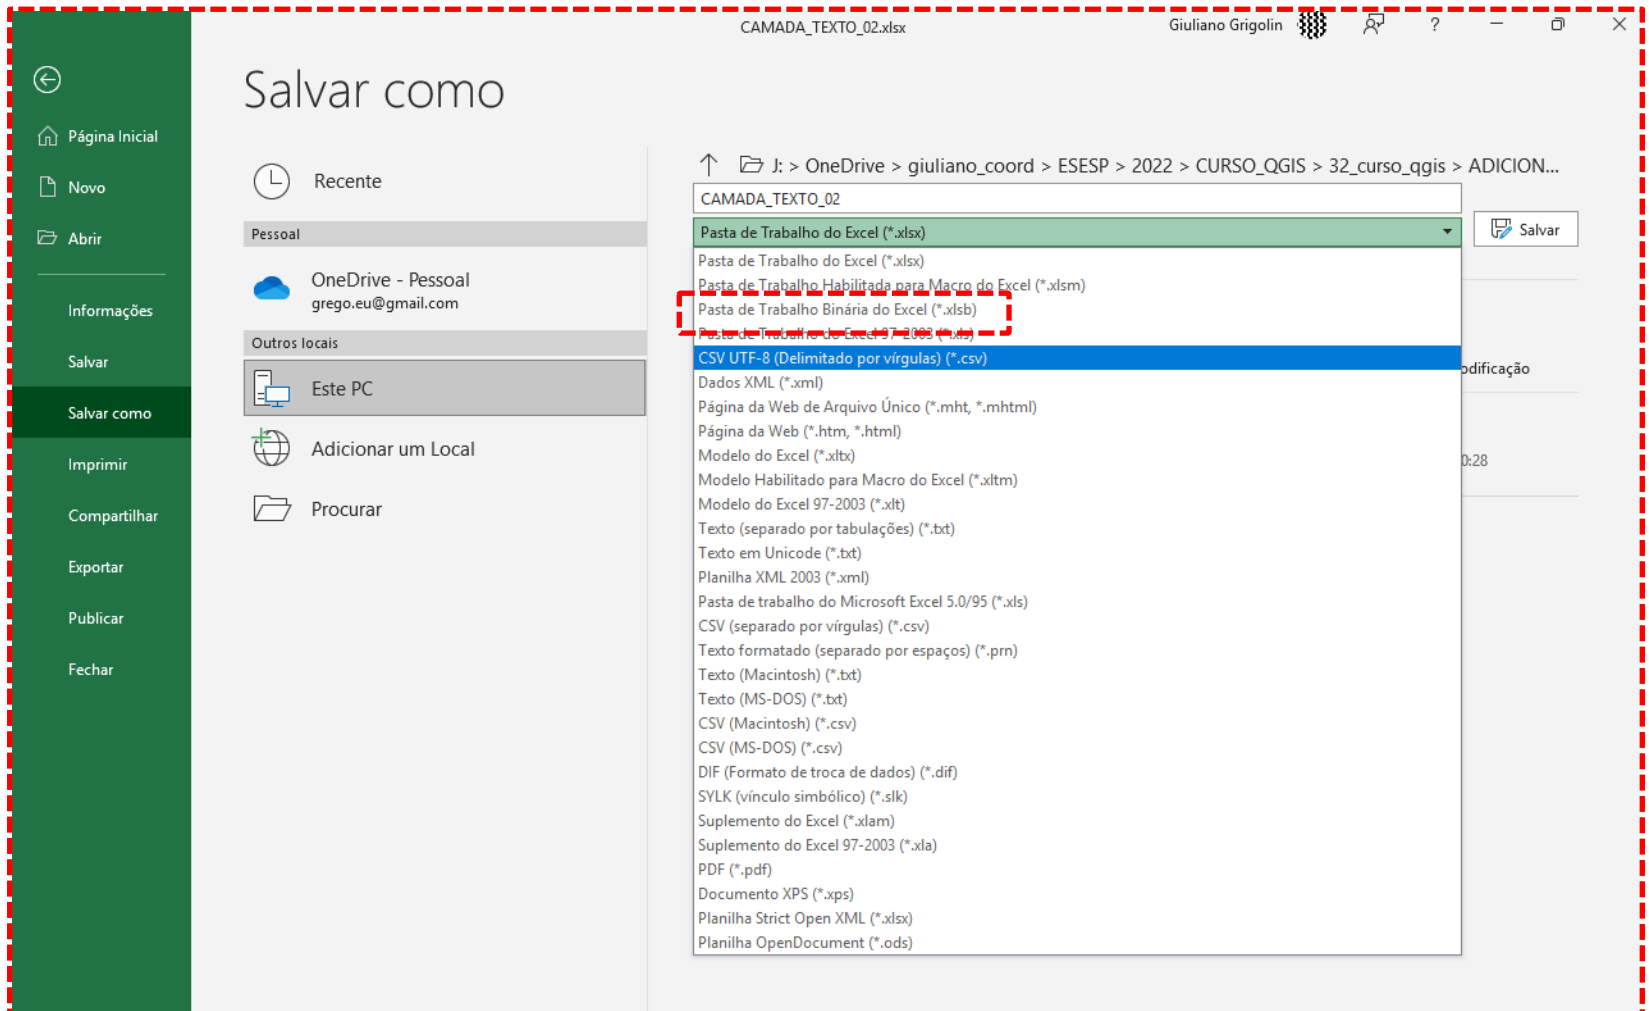 CAMADA_TEXTO_02.xlsx
Giuliano Grigolin
?
Salvar como
Página Inicial
Novo
Abrir
Informações
Salvar
Salvar como
Imprimir
Compartilhar
Exportar
Publicar
Fechar
Recente
Pessoal
OneDrive - Pessoal
grego.eu@gmail.com
Outros locais
Este PC
Adicionar um Local
Procurar
J: > OneDrive > giuliano_coord > ESESP > 2022 > CURSO_QGIS > 32_curso_qgis > ADICION...
CAMADA_TEXTO_02
Pasta de Trabalho do Excel (*.xlsx)
Salvar
Pasta de Trabalho do Excel (*.xlsx)
Pasta de Trabalho Habilitada para Macro do Excel (*.xlsm)
Pasta de Trabalho Binária do Excel (*.xlsb)
Pasta de Trabalho do Excel 97-2003 (*.xls)
CSV UTF-8 (Delimitado por vírgulas) (*.csv)
Dados XML (*.xml)
Página da Web de Arquivo Único (*.mht, *.mhtml)
Página da Web (*.htm, *.html)
Modelo do Excel (*.xltx)
Modelo Habilitado para Macro do Excel (*.xltm)
Modelo do Excel 97-2003 (*.xlt)
Texto (separado por tabulações) (*.txt)
Texto em Unicode (*.txt)
Planilha XML 2003 (*.xml)
Pasta de trabalho do Microsoft Excel 5.0/95 (*.xls)
CSV (separado por vírgulas) (*.csv)
Texto formatado (separado por espaços) (*.prn)
Texto (Macintosh) (*.txt)
Texto (MS-DOS) (*.txt)
CSV (Macintosh) (*.csv)
CSV (MS-DOS) (*.csv)
DIF (Formato de troca de dados) (*.dif)
SYLK (vínculo simbólico) (*.slk)
Suplemento do Excel (*.xlam)
Suplemento do Excel 97-2003 (*.xla)
PDF (*.pdf)
Documento XPS (*.xps)
Planilha Strict Open XML (*.xlsx)
Planilha OpenDocument (*.ods)
odificação
0:28